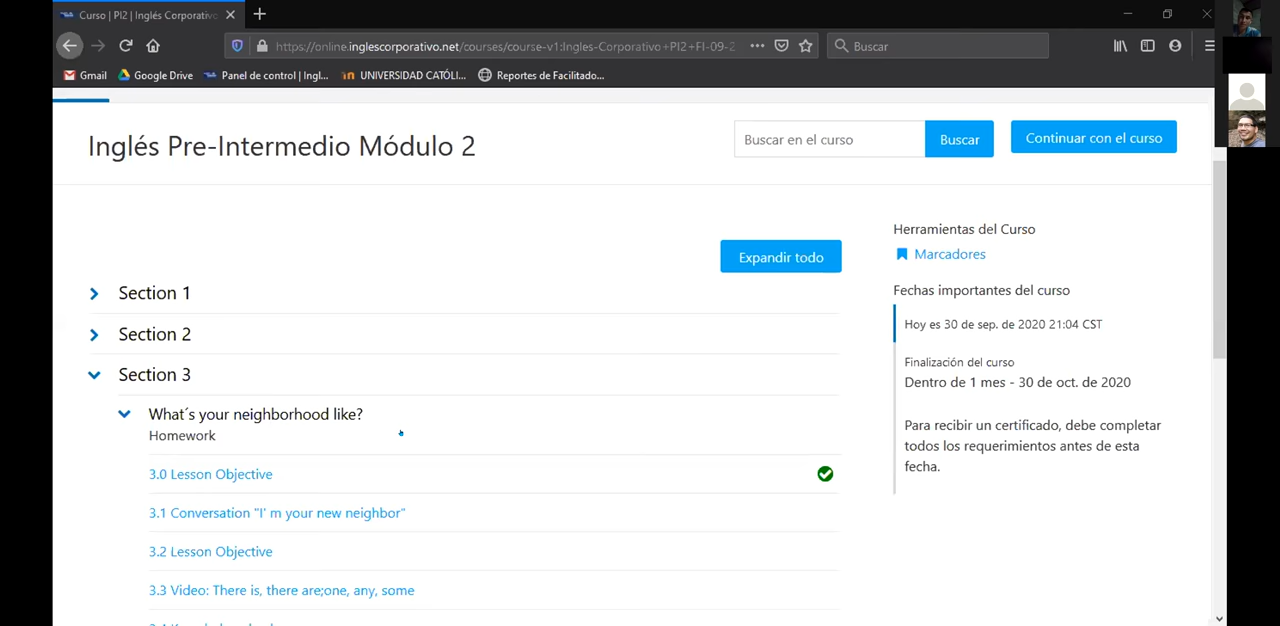 Curso | PI2 | Inglés Corporativo
https://online.inglescorporativo.net/courses/course-v1:Ingles-Corporativo+PI2+FI-09-2
Buscar
Gmail
Google Drive
Panel de control | Ingl...
UNIVERSIDAD CATÓLI...
Reportes de Facilitado...
Inglés Pre-Intermedio Módulo 2
Buscar en el curso
Buscar
Continuar con el curso
Herramientas del Curso
Marcadores
Expandir todo
Fechas importantes del curso
Section 1
Hoy es 30 de sep. de 2020 21:04 CST
Section 2
Finalización del curso
Dentro de 1 mes - 30 de oct. de 2020
Section 3
What´s your neighborhood like?
Homework
Para recibir un certificado, debe completar
todos los requerimientos antes de esta
fecha.
3.0 Lesson Objective
3.1 Conversation "I' m your new neighbor"
3.2 Lesson Objective
3.3 Video: There is, there are;one, any, some